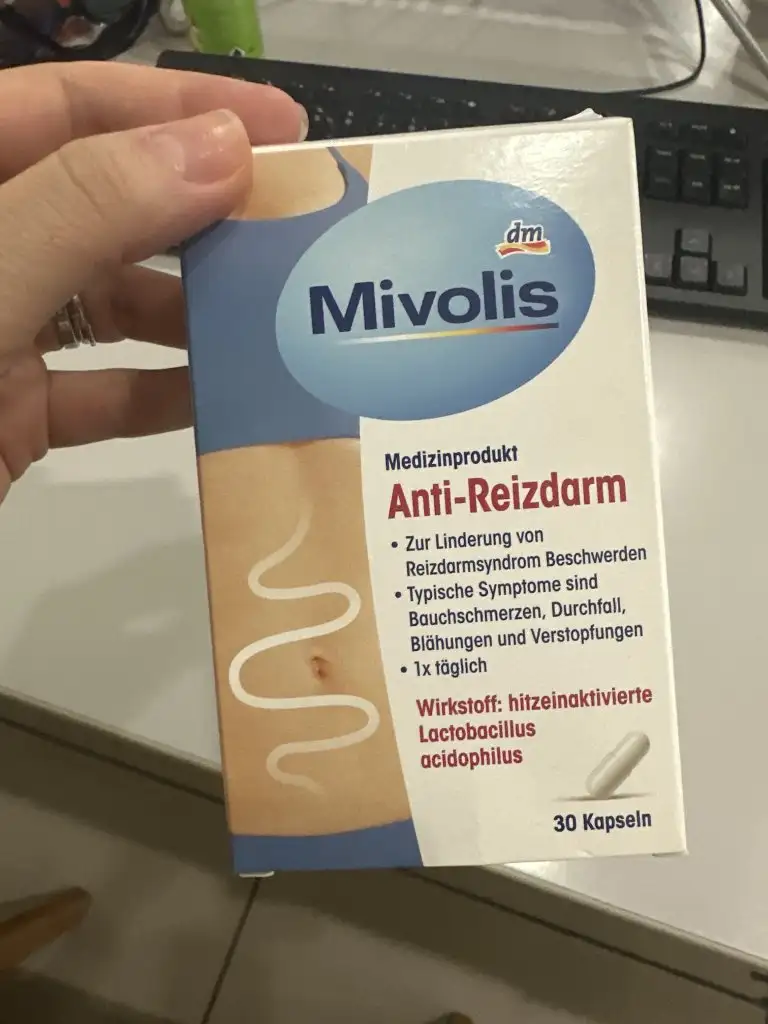 dm
Mivolis
Medizinprodukt
Anti-Reizdarm
• Zur Linderung von
Reizdarmsyndrom Beschwerden
• Typische Symptome sind
Bauchschmerzen, Durchfall,
Blähungen und Verstopfungen
• 1x täglich
Wirkstoff: hitzeinaktivierte
Lactobacillus
acidophilus
30 Kapseln